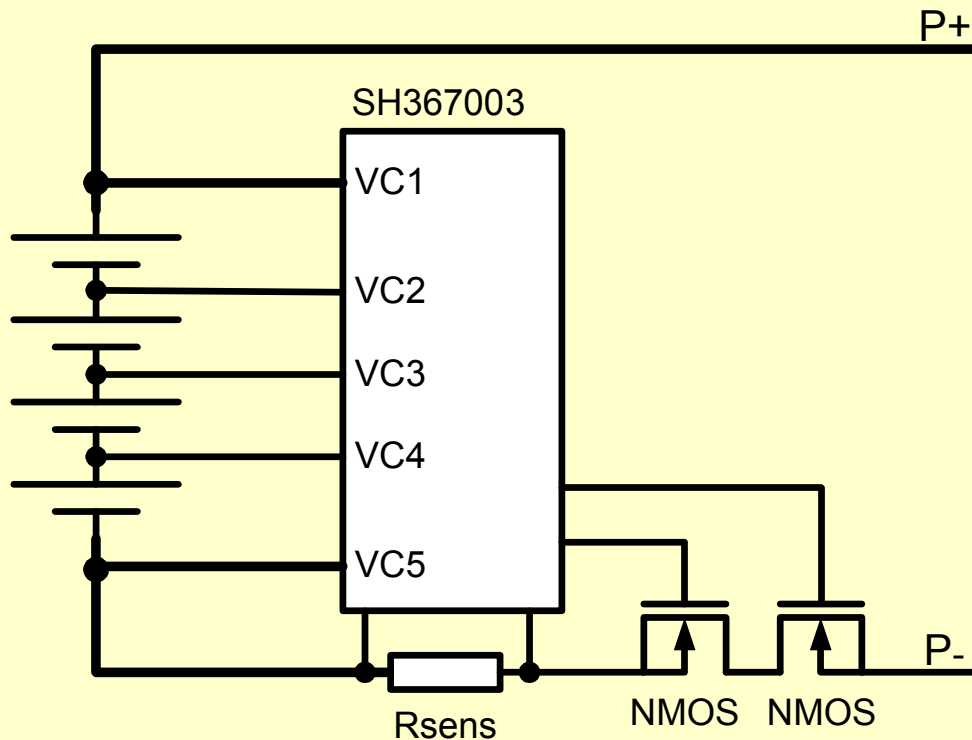 P+
SH367003
VC1
VC2
VC3
VC4
VC5
P-
Rsens
NMOS
NMOS